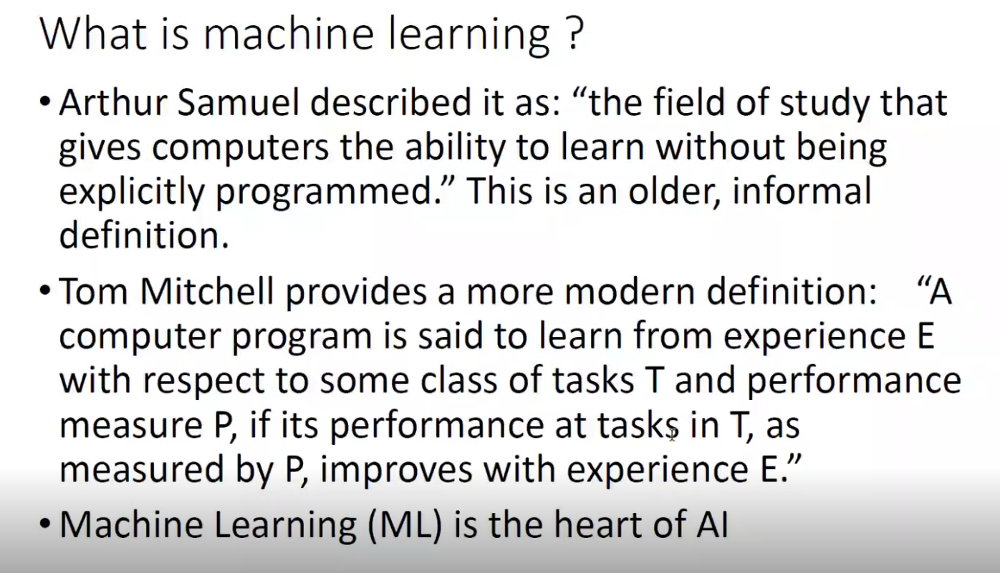 What is machine learning ?
• Arthur Samuel described it as: “the field of study that
gives computers the ability to learn without being
explicitly programmed.” This is an older, informal
definition.
• Tom Mitchell provides a more modern definition: “A
computer program is said to learn from experience E
with respect to some class of tasks T and performance
measure P, if its performance at tasks in T, as
measured by P, improves with experience E.”
• Machine Learning (ML) is the heart of AI